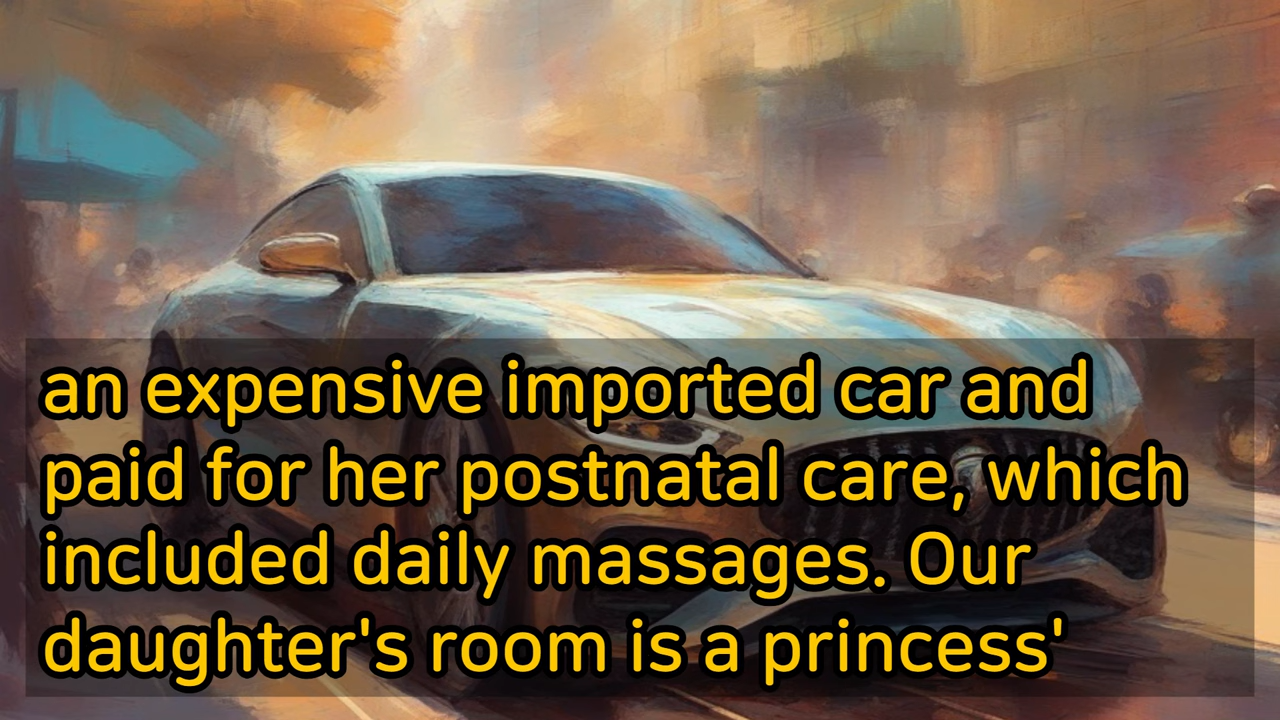 an expensive imported car and
paid for her postnatal care, which
included daily massages. Our
daughter's room is a princess'